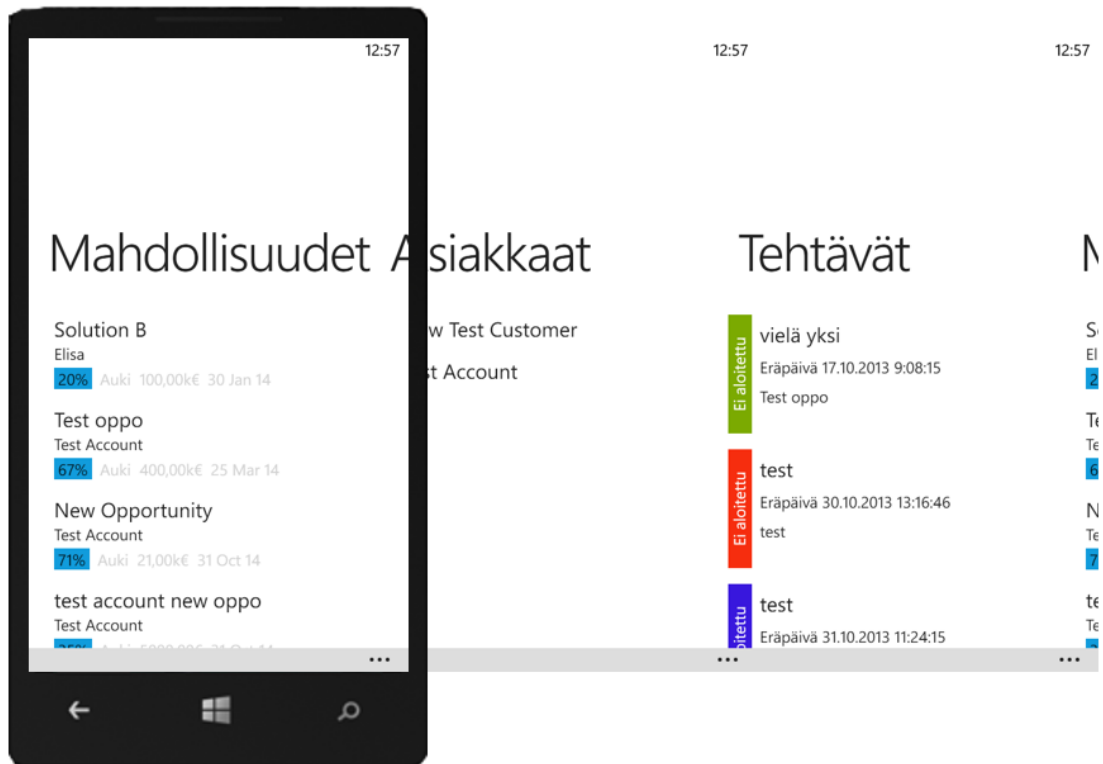 12:57
12:57
12:57
Mahdollisuudet
Solution B
Elisa
20% Auki 100,00k€ 30 Jan 14
Test oppo
Test Account
67% Auki 400,00k€ 25 Mar 14
New Opportunity
Test Account
71% Auki 21,00k€ 31 Oct 14
test account new oppo
Test Account
Asiakkaat
w Test Customer
st Account
Tehtävät
Ei aloitettu
vielä yksi
Eräpäivä 17.10.2013 9:08:15
Test oppo
Ei aloitettu
test
Eräpäivä 30.10.2013 13:16:46
test
oitettu
test
Eräpäivä 31.10.2013 11:24:15